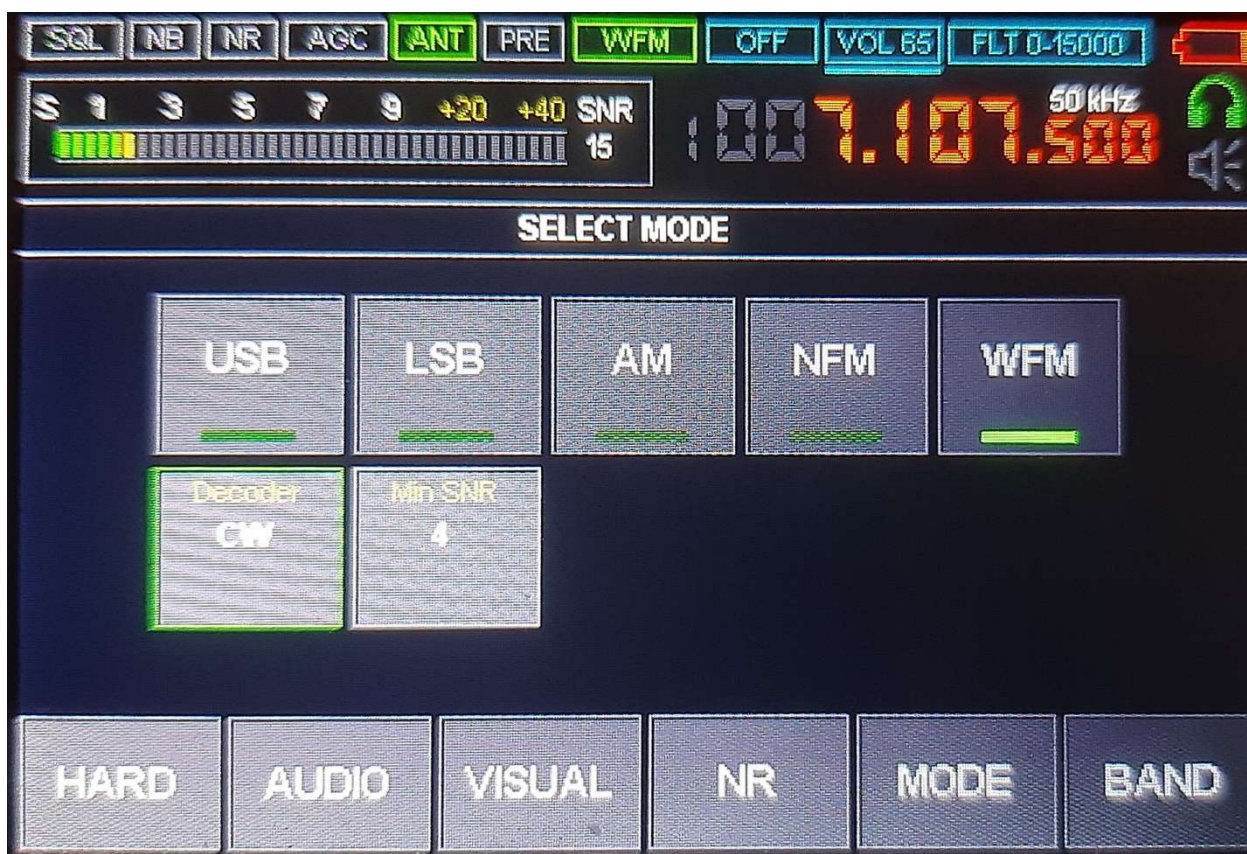 SQL NB NR AGC ANT PRE WFM OFF VOL 65 FLT 0-15000
S 1 3 5 7 9 +20 +40 SNR
15
50 kHz
7.107.500
SELECT MODE
USB LSB AM NFM WFM
Decoder Min SNR
CW 4
HARD AUDIO VISUAL NR MODE BAND